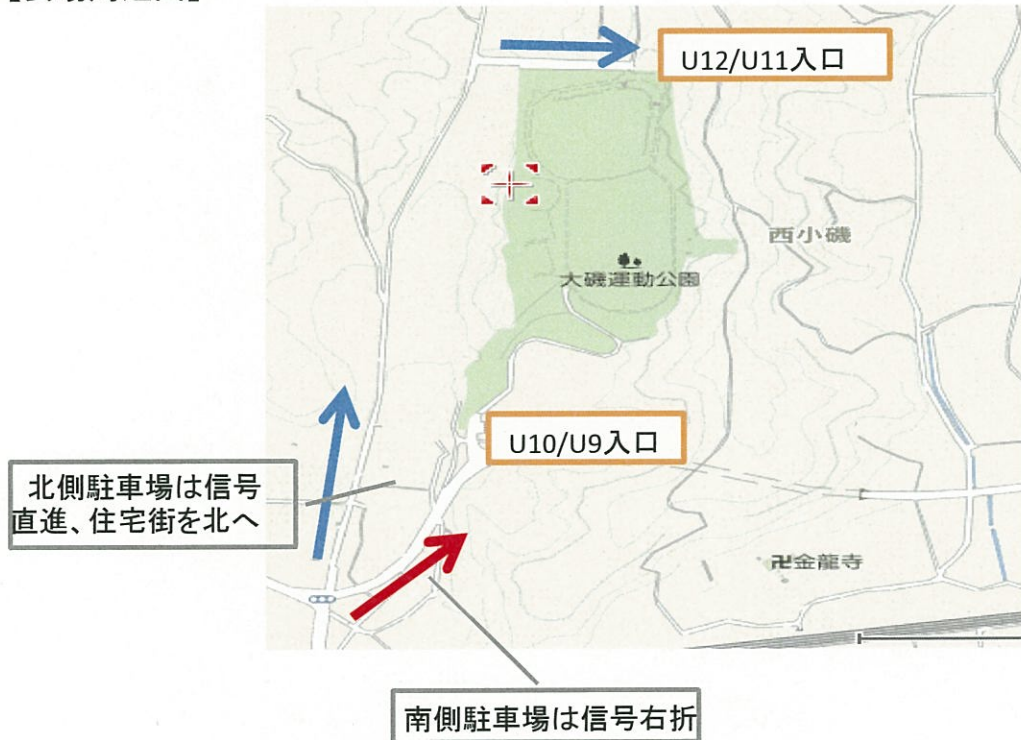 U12/U11入口
西小磯
大磯運動公園
U10/U9入口
北側駐車場は信号
直進、住宅街を北へ
卍金龍寺
南側駐車場は信号右折